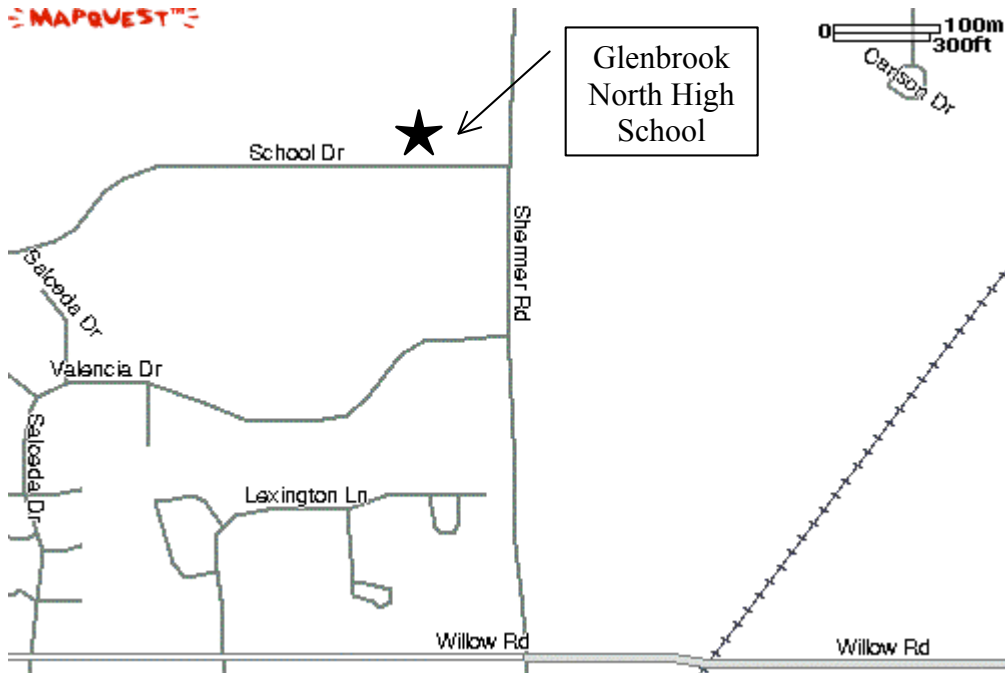 MAPQUEST™
0 100m
300ft
Carlson Dr
Glenbrook
North High
School
School Dr
Shermer Rd
Salceda Dr
Valencia Dr
Salceda Dr
Lexington Ln
Willow Rd
Willow Rd